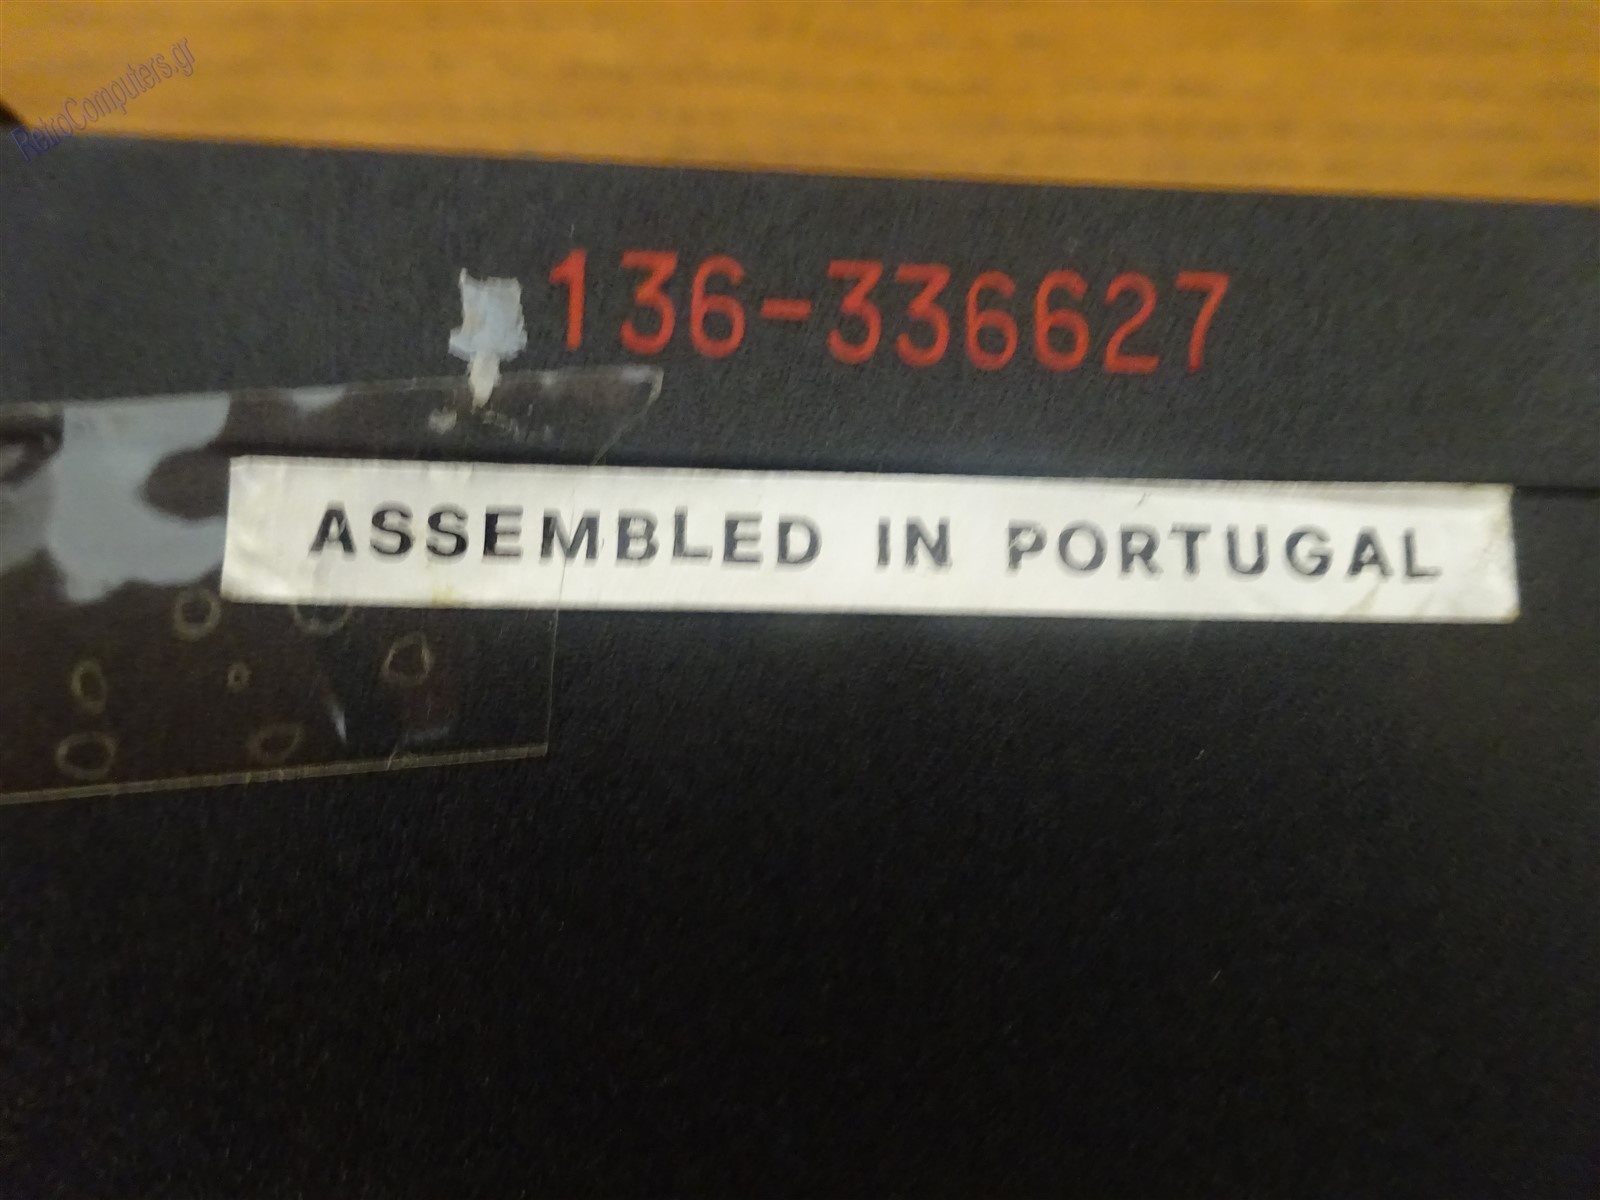 RetroComputers.gr
136-336627
ASSEMBLED IN PORTUGAL